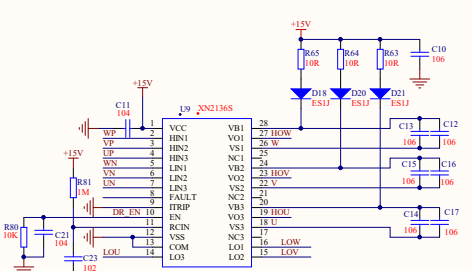 +15V
R65
10R
R64
10R
R63
10R
C10
106
D18
ES1J
D20
ES1J
D21
ES1J
+15V
C11
104
U9 XN2136S
1 VCC VB1 28
WP 2 HIN1 VO1 27 HOW
VP 3 HIN2 VS1 26 W
UP 4 HIN3 NC1 25
WN 5 LIN1 VB2 24
VN 6 LIN2 VO2 23 HOV
UN 7 LIN3 VS2 22 V
8 FAULT NC2 21
9 ITRIP VB3 20
DR_EN 10 EN VO3 19 HOU
11 RCIN VS3 18 U
12 VSS NC3 17
13 COM LO1 16 LOW
LOU 14 LO3 LO2 15 LOV
C13
106
C12
106
C15
106
C16
106
C14
106
C17
106
+15V
R81
1M
R80
10K
C21
104
C23
102